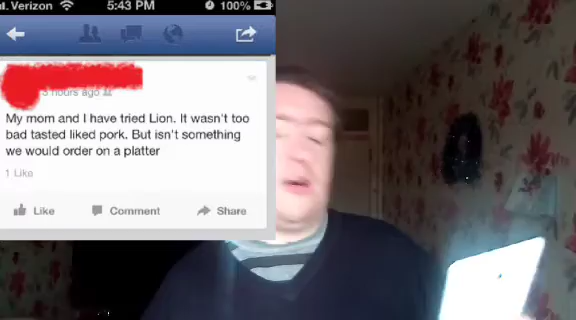 Verizon 5:43 PM 100%
3 hours ago
My mom and I have tried Lion. It wasn't too
bad tasted liked pork. But isn't something
we would order on a platter
1 Like
Like Comment Share